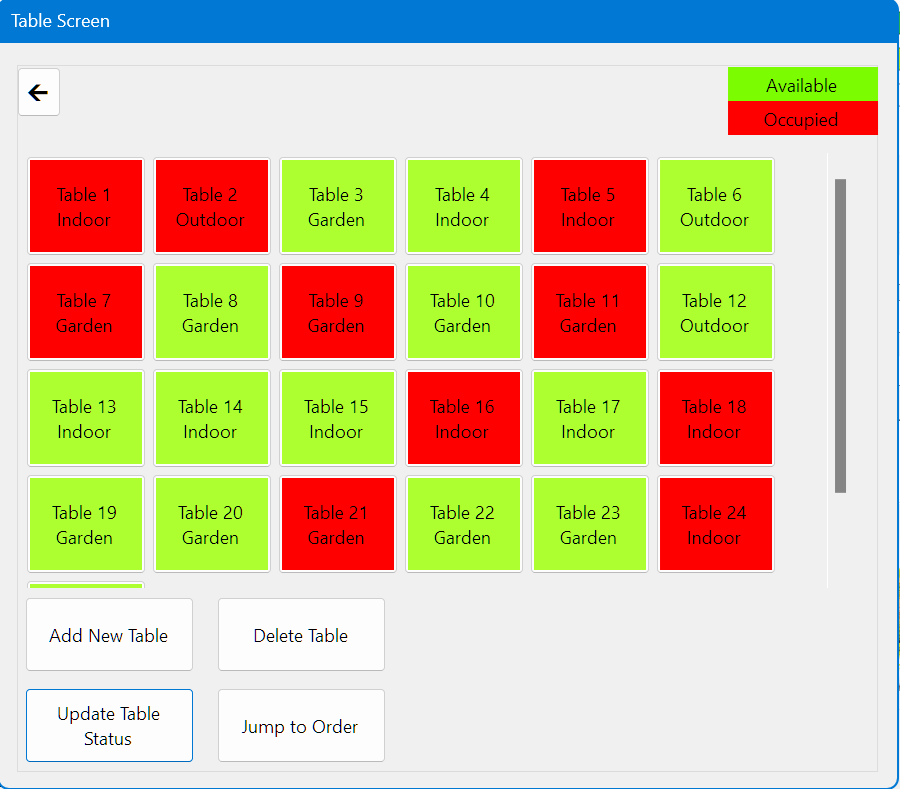 Table Screen
Available
Occupied
Table 1
Indoor
Table 2
Outdoor
Table 3
Garden
Table 4
Indoor
Table 5
Indoor
Table 6
Outdoor
Table 7
Garden
Table 8
Garden
Table 9
Garden
Table 10
Garden
Table 11
Garden
Table 12
Outdoor
Table 13
Indoor
Table 14
Indoor
Table 15
Indoor
Table 16
Indoor
Table 17
Indoor
Table 18
Indoor
Table 19
Garden
Table 20
Garden
Table 21
Garden
Table 22
Garden
Table 23
Garden
Table 24
Indoor
Add New Table
Delete Table
Update Table
Status
Jump to Order